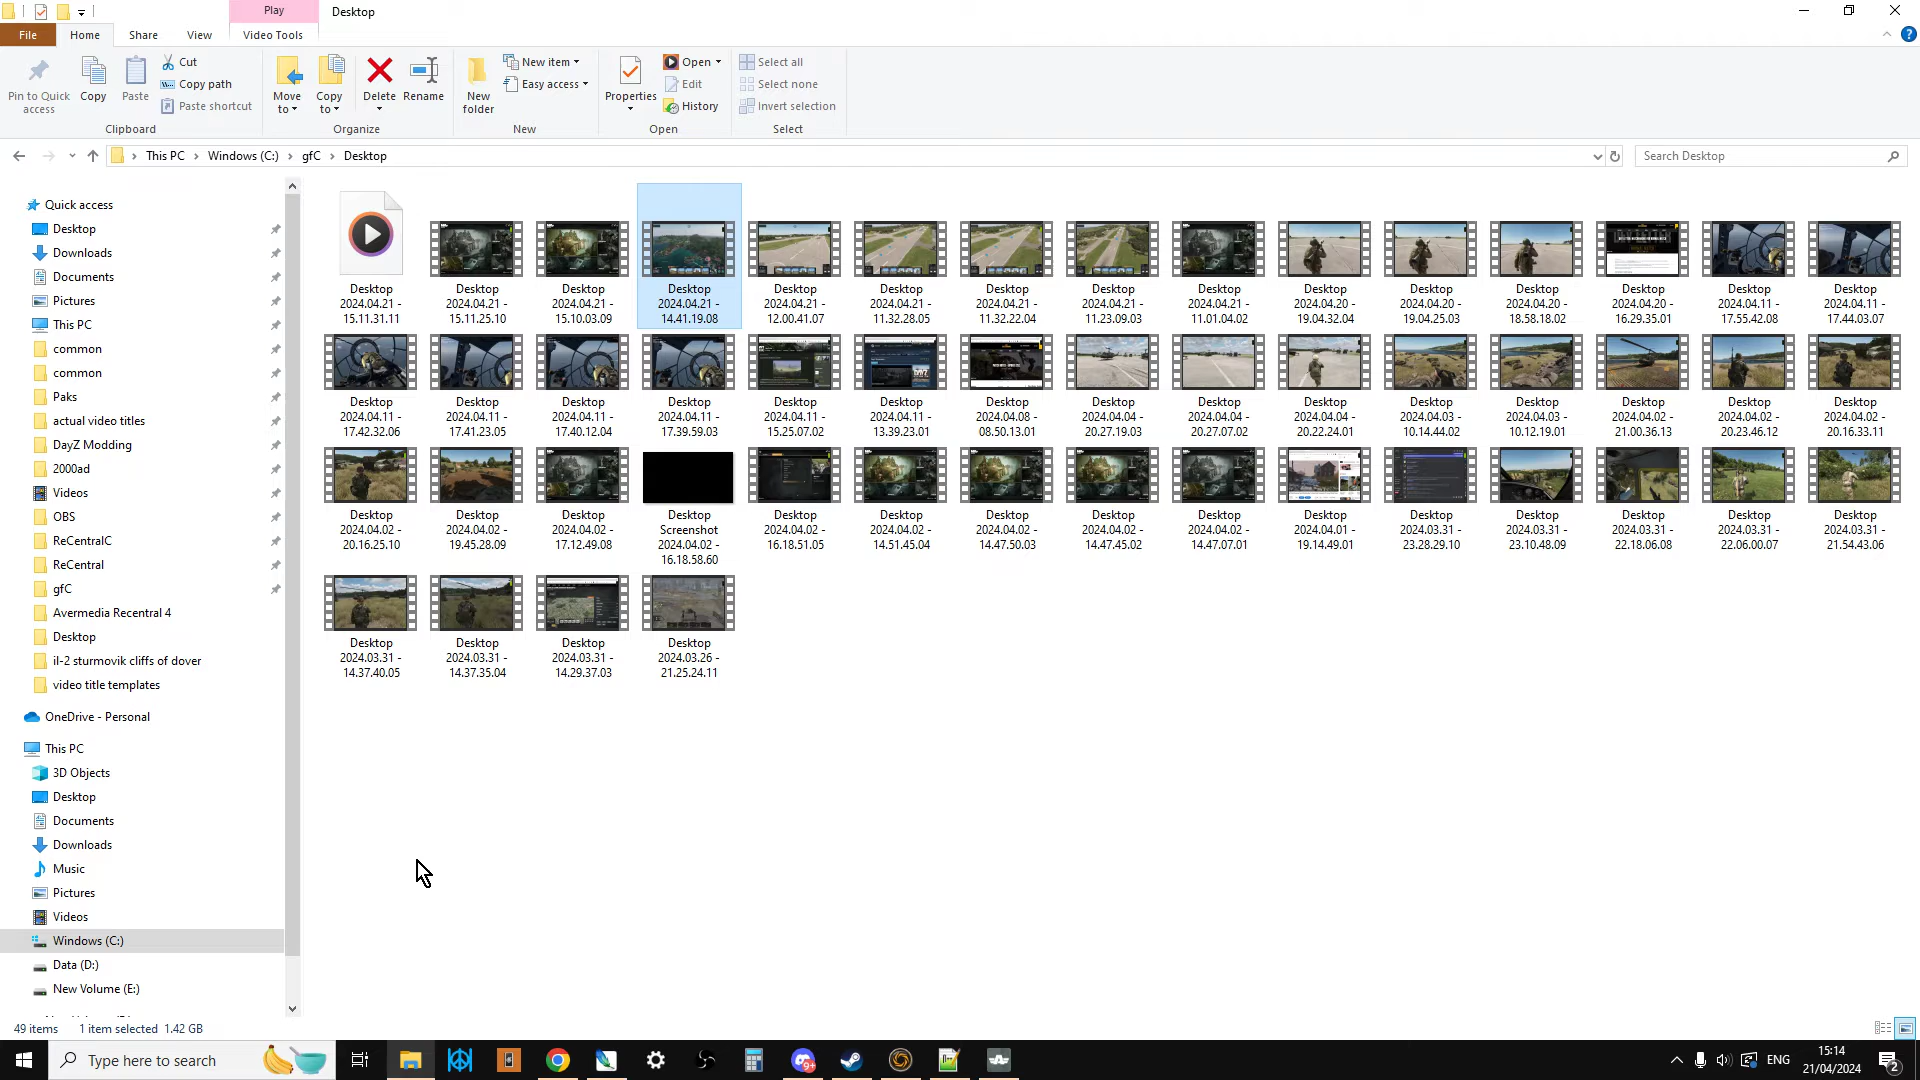 Play
Desktop
File
Home
Share
View
Video Tools
Pin to Quick
access
Copy
Paste
Cut
Copy path
Paste shortcut
Clipboard
Move
to
Copy
to
Delete
Rename
Organize
New
folder
New item
Easy access
New
Properties
Open
Edit
History
Open
Select all
Select none
Invert selection
Select
This PC
Windows (C:)
gfC
Desktop
Search Desktop
Quick access
Desktop
Downloads
Documents
Pictures
This PC
common
common
Paks
actual video titles
DayZ Modding
2000ad
Videos
OBS
ReCentralC
ReCentral
gfC
Avermedia Recentral 4
Desktop
il-2 sturmovik cliffs of dover
video title templates
OneDrive - Personal
This PC
3D Objects
Desktop
Documents
Downloads
Music
Pictures
Videos
Windows (C:)
Data (D:)
New Volume (E:)
Desktop
2024.04.21 -
15.11.31.11
Desktop
2024.04.21 -
15.11.25.10
Desktop
2024.04.21 -
15.10.03.09
Desktop
2024.04.21 -
14.41.19.08
Desktop
2024.04.21 -
12.00.41.07
Desktop
2024.04.21 -
11.32.28.05
Desktop
2024.04.21 -
11.32.22.04
Desktop
2024.04.21 -
11.23.09.03
Desktop
2024.04.21 -
11.01.04.02
Desktop
2024.04.20 -
19.04.32.04
Desktop
2024.04.20 -
19.04.25.03
Desktop
2024.04.20 -
18.58.18.02
Desktop
2024.04.20 -
16.29.35.01
Desktop
2024.04.11 -
17.55.42.08
Desktop
2024.04.11 -
17.44.03.07
Desktop
2024.04.11 -
17.42.32.06
Desktop
2024.04.11 -
17.41.23.05
Desktop
2024.04.11 -
17.40.12.04
Desktop
2024.04.11 -
17.39.59.03
Desktop
2024.04.11 -
15.25.07.02
Desktop
2024.04.11 -
13.39.23.01
Desktop
2024.04.08 -
08.50.13.01
Desktop
2024.04.04 -
20.27.19.03
Desktop
2024.04.04 -
20.27.07.02
Desktop
2024.04.04 -
20.22.24.01
Desktop
2024.04.03 -
10.14.44.02
Desktop
2024.04.03 -
10.12.19.01
Desktop
2024.04.02 -
21.00.36.13
Desktop
2024.04.02 -
20.23.46.12
Desktop
2024.04.02 -
20.16.33.11
Desktop
2024.04.02 -
20.16.25.10
Desktop
2024.04.02 -
19.45.28.09
Desktop
2024.04.02 -
17.12.49.08
Desktop
Screenshot
2024.04.02 -
16.18.58.60
Desktop
2024.04.02 -
16.18.51.05
Desktop
2024.04.02 -
14.51.45.04
Desktop
2024.04.02 -
14.47.50.03
Desktop
2024.04.02 -
14.47.45.02
Desktop
2024.04.02 -
14.47.07.01
Desktop
2024.04.01 -
19.14.49.01
Desktop
2024.03.31 -
23.28.29.10
Desktop
2024.03.31 -
23.10.48.09
Desktop
2024.03.31 -
22.18.06.08
Desktop
2024.03.31 -
22.06.00.07
Desktop
2024.03.31 -
21.54.43.06
Desktop
2024.03.31 -
14.37.40.05
Desktop
2024.03.31 -
14.37.35.04
Desktop
2024.03.31 -
14.29.37.03
Desktop
2024.03.26 -
21.25.24.11
49 items
1 item selected 1.42 GB
Type here to search
9+
ENG
15:14
21/04/2024
2